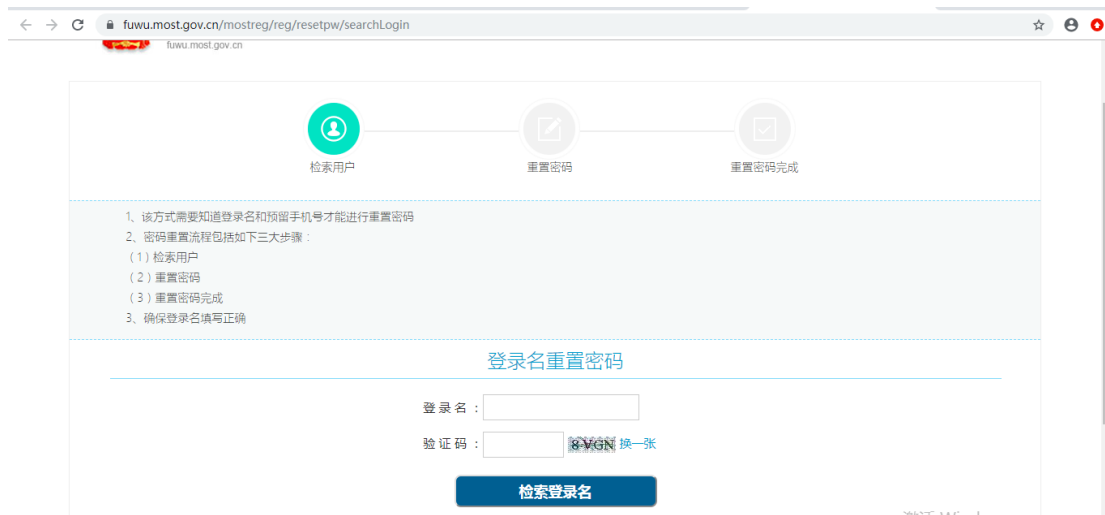 fuwu.most.gov.cn/mostreg/reg/resetpw/searchLogin
fuwu.most.gov.cn
检索用户 重置密码 重置密码完成
1、该方式需要知道登录名和预留手机号才能进行重置密码
2、密码重置流程包括如下三大步骤：
（1）检索用户
（2）重置密码
（3）重置密码完成
3、确保登录名填写正确
登录名重置密码
登 录 名 ：
验 证 码 ： 8-VGN 换一张
检索登录名